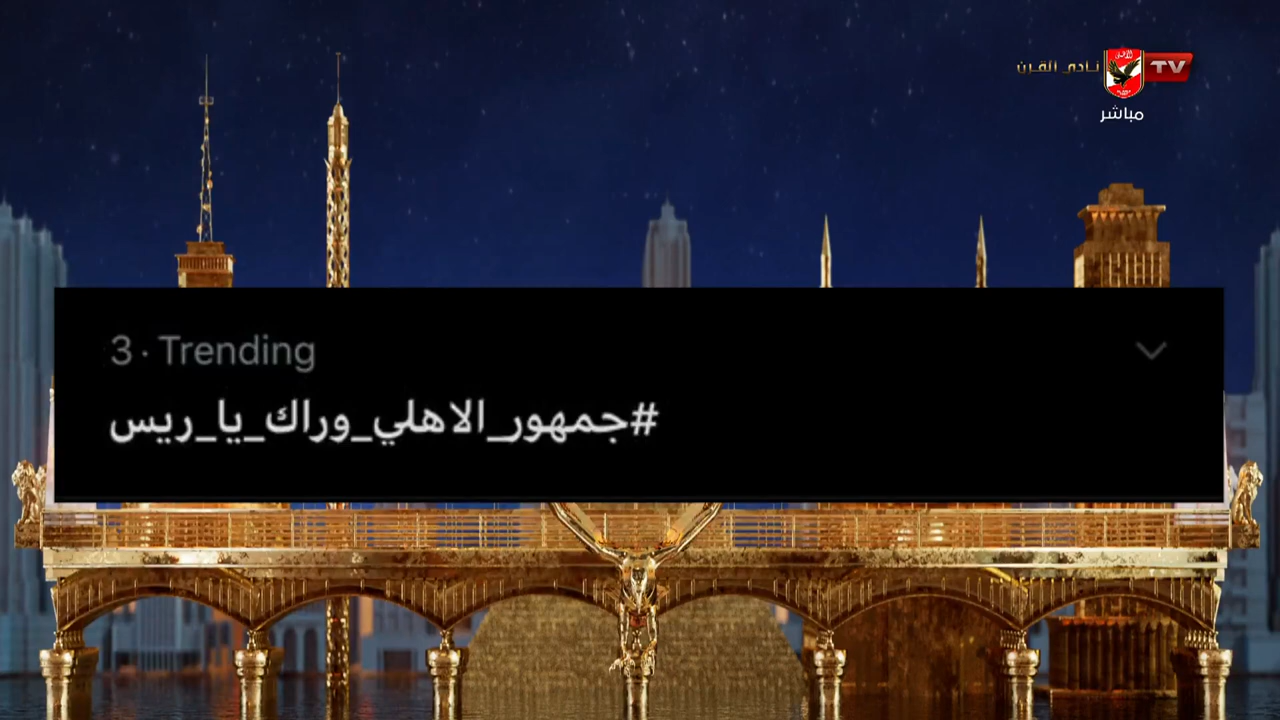 نادي القرن
TV
مباشر
3 · Trending
#جمهور_الاهلي_وراك_يا_ريس